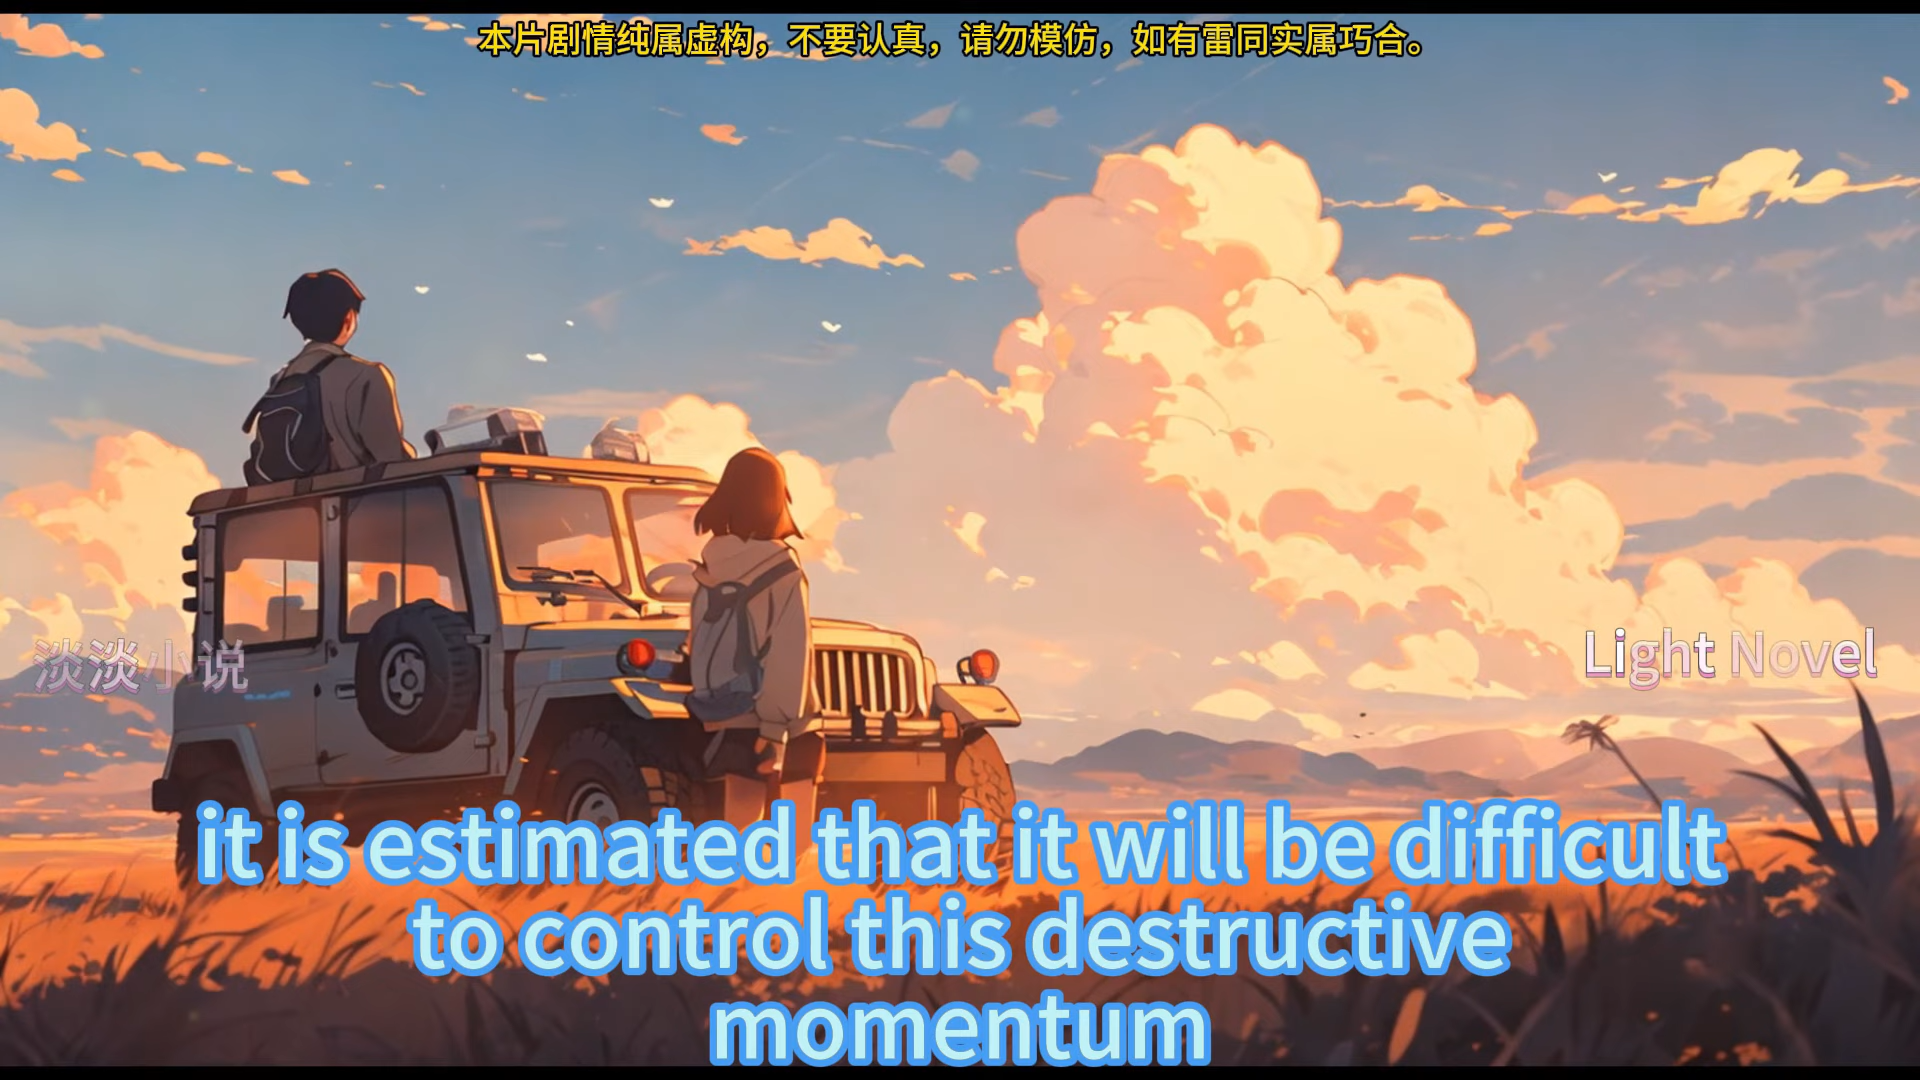 本片剧情纯属虚构，不要认真，请勿模仿，如有雷同实属巧合。
淡淡小说
Light Novel
it is estimated that it will be difficult
to control this destructive
momentum